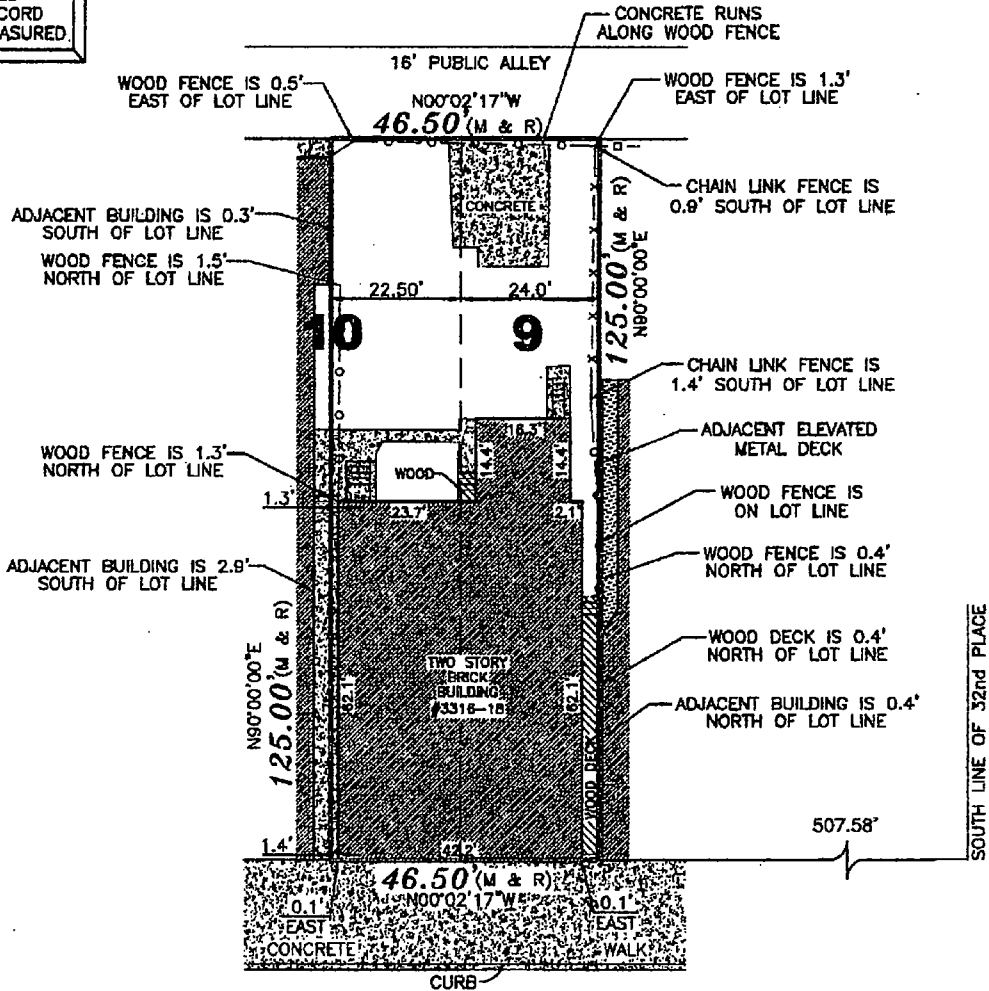 CORD
ASURED
CONCRETE RUNS
ALONG WOOD FENCE
16' PUBLIC ALLEY
WOOD FENCE IS 0.5'
EAST OF LOT LINE
N00°02'17"W
46.50' (M & R)
WOOD FENCE IS 1.3'
EAST OF LOT LINE
CHAIN LINK FENCE IS
0.9' SOUTH OF LOT LINE
CONCRETE
125.00' (M & R)
N90°00'00"E
ADJACENT BUILDING IS 0.3'
SOUTH OF LOT LINE
WOOD FENCE IS 1.5'
NORTH OF LOT LINE
22.50'
24.0'
10
9
CHAIN LINK FENCE IS
1.4' SOUTH OF LOT LINE
ADJACENT ELEVATED
METAL DECK
16.3'
14.4'
14.4'
WOOD
WOOD FENCE IS 1.3'
NORTH OF LOT LINE
1.3'
23.7'
2.1'
WOOD FENCE IS
ON LOT LINE
WOOD FENCE IS 0.4'
NORTH OF LOT LINE
ADJACENT BUILDING IS 2.9'
SOUTH OF LOT LINE
WOOD DECK IS 0.4'
NORTH OF LOT LINE
TWO STORY
BRICK
BUILDING
#3316-18
62.1'
62.1'
WOOD DECK
ADJACENT BUILDING IS 0.4'
NORTH OF LOT LINE
N90°00'00"E
125.00' (M & R)
SOUTH LINE OF 32nd PLACE
507.58'
1.4'
42.2'
46.50' (M & R)
N00°02'17"W
0.1'
EAST
0.1'
EAST
CONCRETE
WALK
CURB